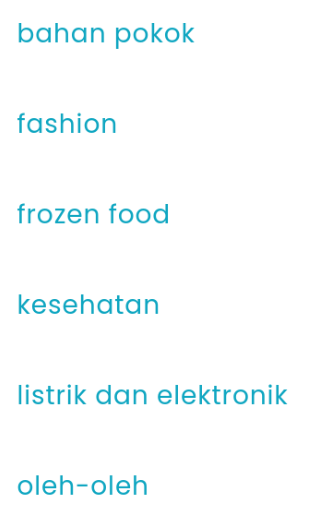 bahan pokok
fashion
frozen food
kesehatan
listrik dan elektronik
oleh-oleh